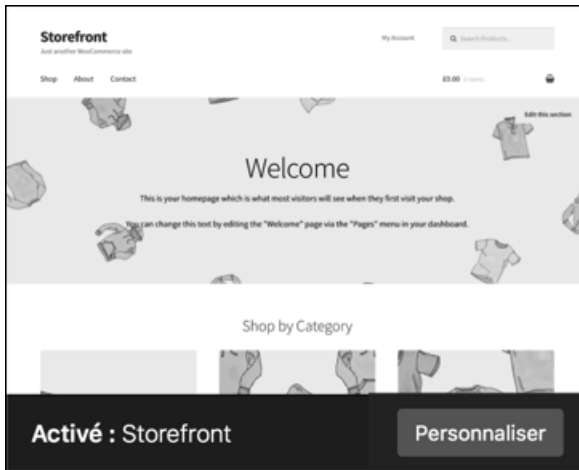 Storefront
Just another WooCommerce site
My Account
Search Products...
Shop About Contact
£0.00 0 items
Edit this section
Welcome
This is your homepage which is what most visitors will see when they first visit your shop.
You can change this text by editing the "Welcome" page via the "Pages" menu in your dashboard.
Shop by Category
Activé : Storefront
Personnaliser